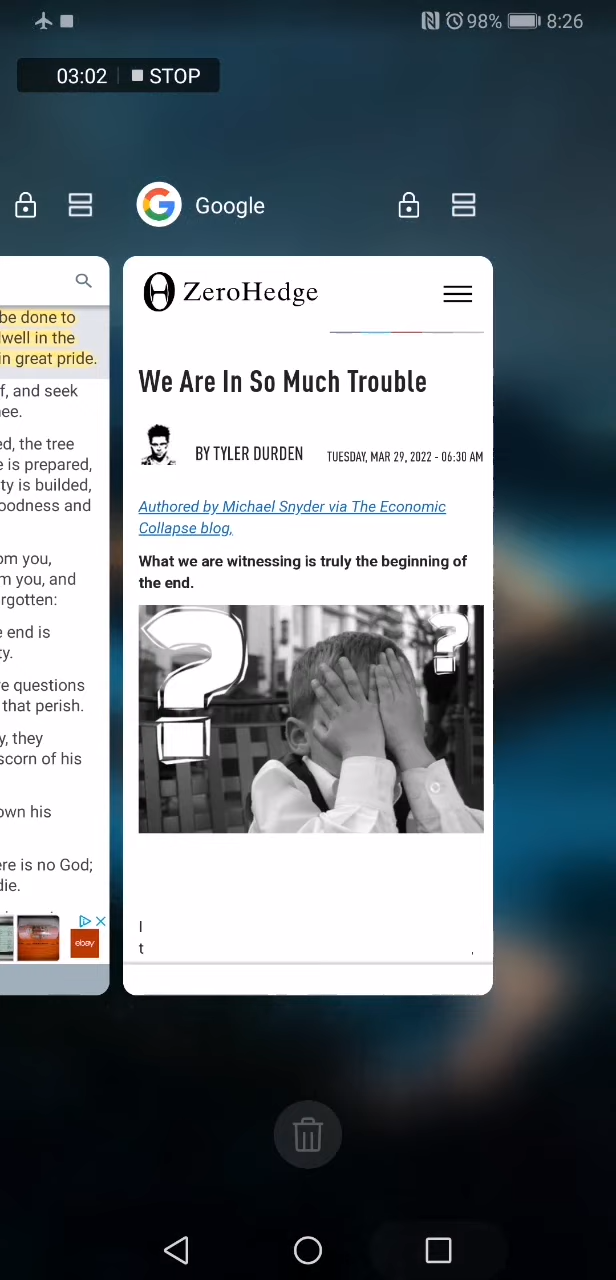 98% 8:26
03:02 STOP
Google
be done to
well in the
in great pride.
f, and seek
ee.
ed, the tree
e is prepared,
ty is builded,
oodness and
om you,
m you, and
rgotten:
e end is
ty.
e questions
that perish.
y, they
scorn of his
own his
ere is no God;
die.
ebay
ZeroHedge
We Are In So Much Trouble
BY TYLER DURDEN TUESDAY, MAR 29, 2022 - 06:30 AM
Authored by Michael Snyder via The Economic
Collapse blog,
What we are witnessing is truly the beginning of
the end.
? ?
I
t ,